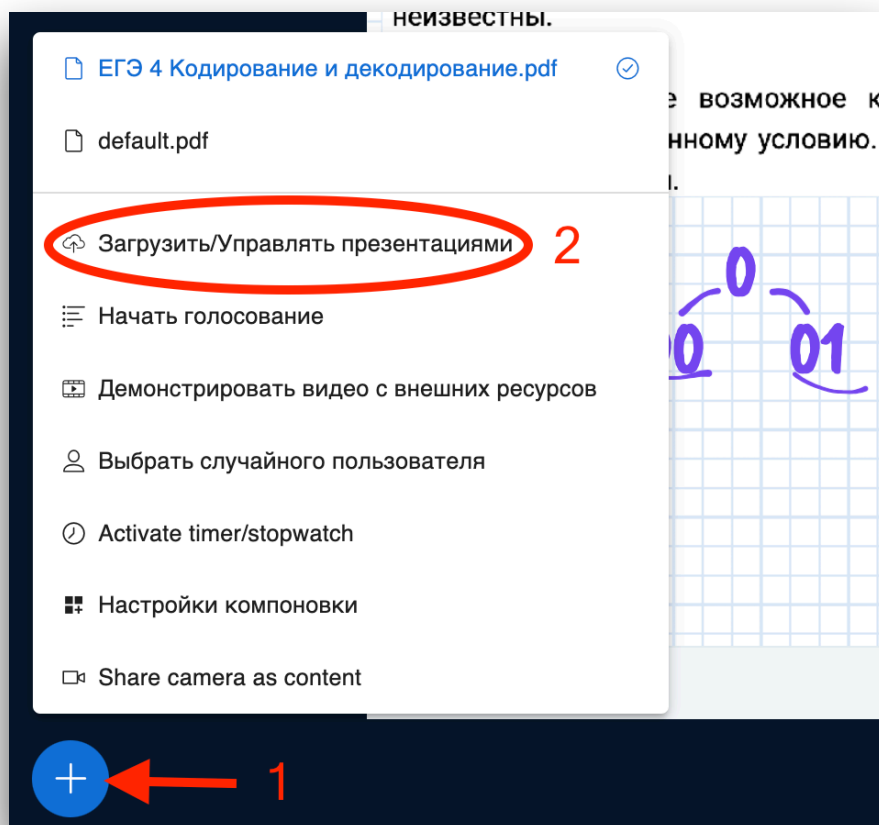 неизвестны.
ЕГЭ 4 Кодирование и декодирование.pdf
возможное
default.pdf
условию.
Загрузить/Управлять презентациями 2
0
Начать голосование
01
Демонстрировать видео с внешних ресурсов
Выбрать случайного пользователя
Activate timer/stopwatch
Настройки компоновки
Share camera as content
1